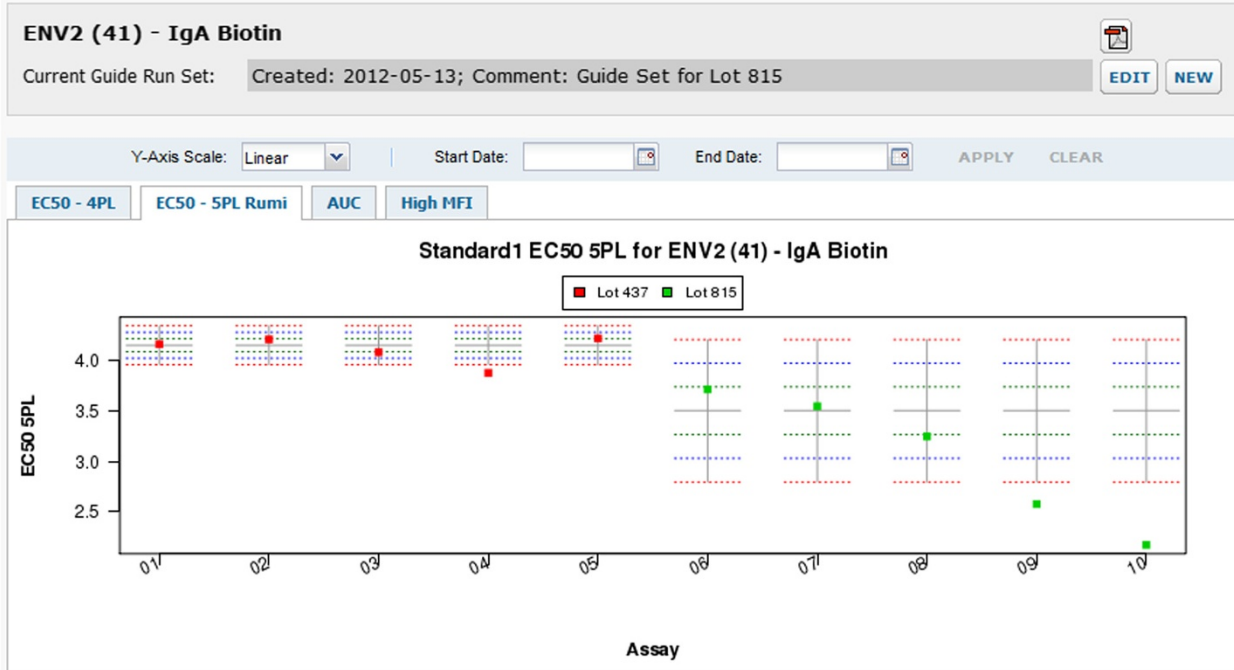 ENV2 (41) - IgA Biotin
Current Guide Run Set: Created: 2012-05-13; Comment: Guide Set for Lot 815 EDIT NEW
Y-Axis Scale: Linear Start Date: End Date: APPLY CLEAR
EC50 - 4PL EC50 - 5PL Rumi AUC High MFI
Standard1 EC50 5PL for ENV2 (41) - IgA Biotin
Lot 437 Lot 815
EC50 5PL
4.0
3.5
3.0
2.5
01 02 03 04 05 06 07 08 09 10
Assay